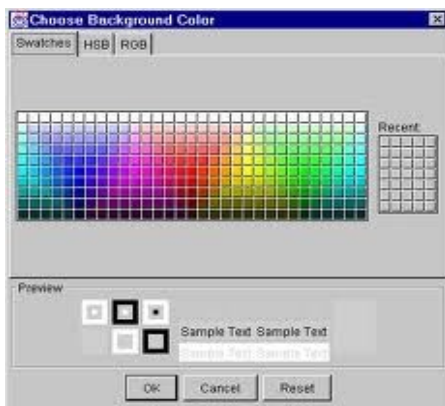 Choose Background Color
Swatches HSB RGB
Recent:
Preview
Sample Text Sample Text
Sample Text Sample Text
OK Cancel Reset